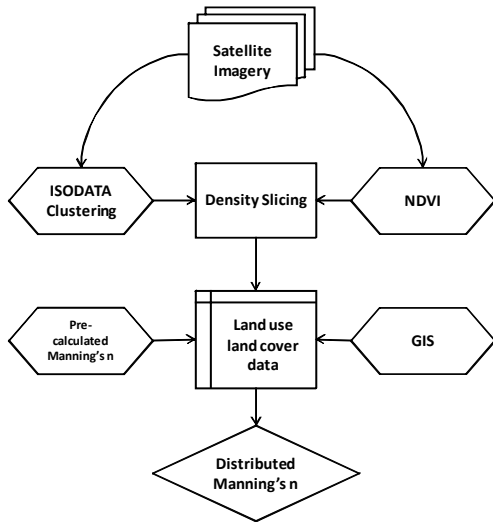 Satellite
Imagery
ISODATA
Clustering
Density Slicing
NDVI
Pre-
calculated Manning's n
Land use
land cover
data
GIS
Distributed
Manning's n